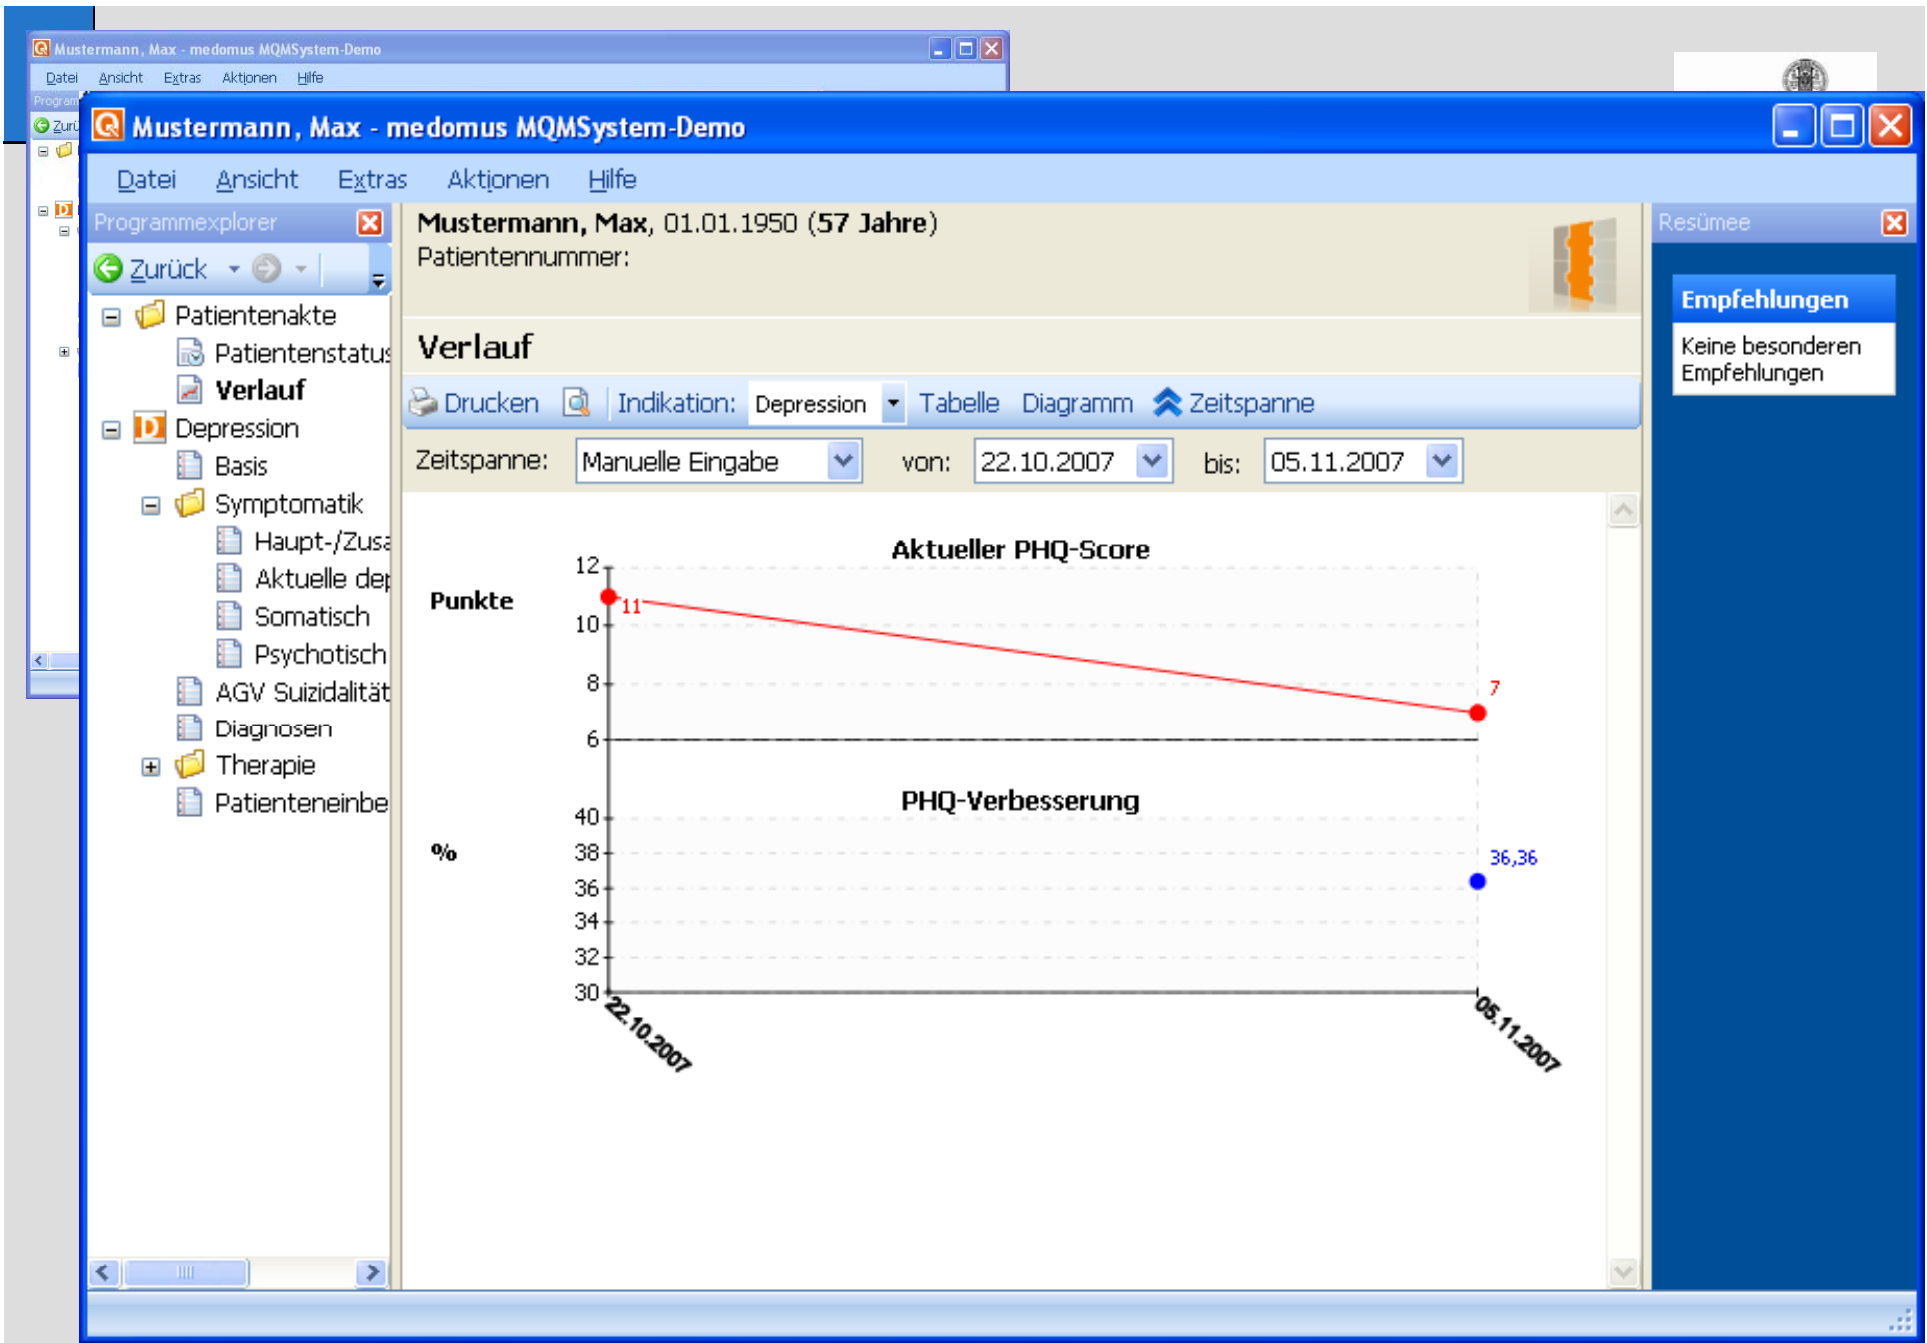 Mustermann, Max - medomus MQMSystem-Demo
Datei Ansicht Extras Aktionen Hilfe
Zurü
Mustermann, Max - medomus MQMSystem-Demo
Datei Ansicht Extras Aktionen Hilfe
Programmexplorer
Zurück
Patientenakte
Patientenstatus
Verlauf
Depression
Basis
Symptomatik
Haupt-/Zusa
Aktuelle dep
Somatisch
Psychotisch
AGV Suizidalität
Diagnosen
Therapie
Patienteneinbe
Mustermann, Max, 01.01.1950 (57 Jahre)
Patientennummer:
Verlauf
Drucken Indikation: Depression Tabelle Diagramm Zeitspanne
Zeitspanne: Manuelle Eingabe von: 22.10.2007 bis: 05.11.2007
Aktueller PHQ-Score
Punkte
12
10
8
6
11
7
PHQ-Verbesserung
%
40
38
36
34
32
30
36,36
22.10.2007
05.11.2007
Resümee
Empfehlungen
Keine besonderen
Empfehlungen